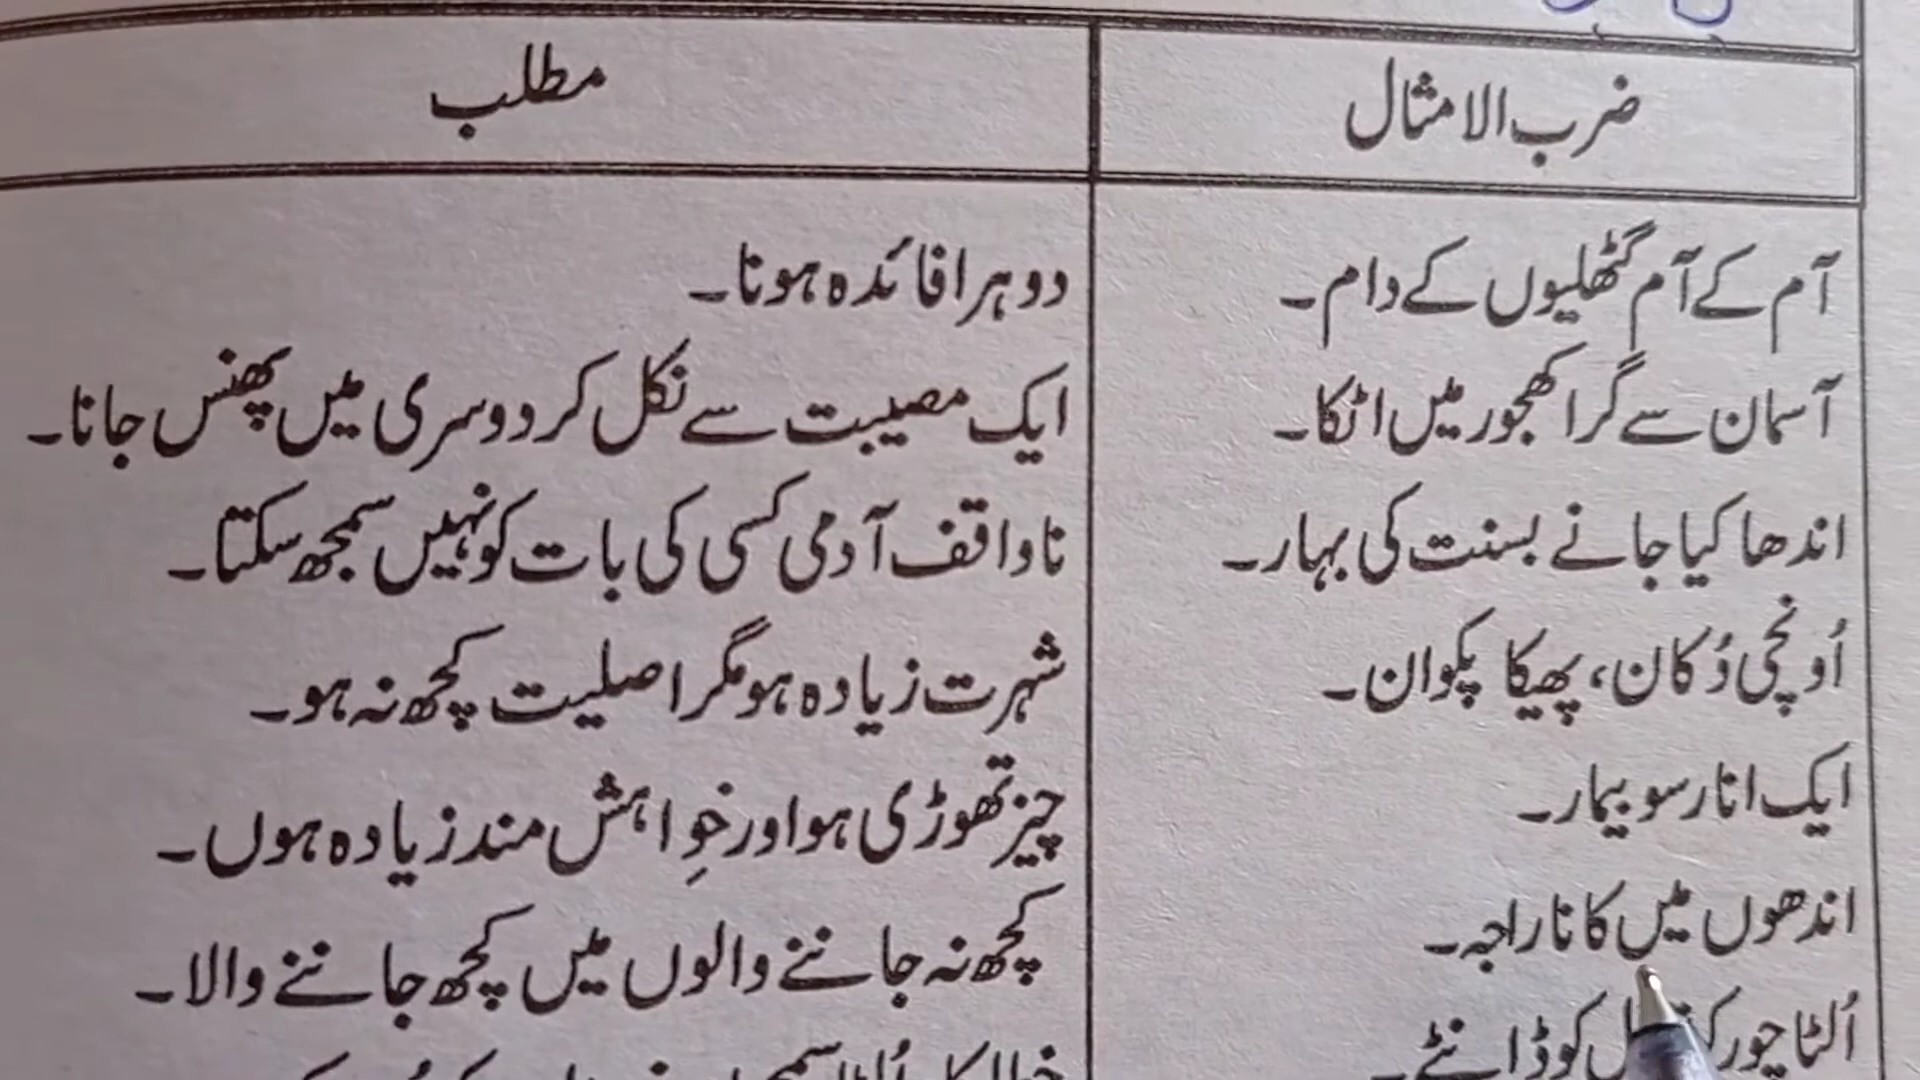 ضرب الامثال مطلب
آم کے آم گٹھلیوں کے دام۔ دوہرا فائدہ ہونا۔
آسمان سے گرا کھجور میں اٹکا۔ ایک مصیبت سے نکل کر دوسری میں پھنس جانا۔
اندھا کیا جانے بسنت کی بہار۔ ناواقف آدمی کسی کی بات کو نہیں سمجھ سکتا۔
اُونچی دُکان، پھیکا پکوان۔ شہرت زیادہ ہو مگر اصلیت کچھ نہ ہو۔
ایک انار سو بیمار۔ چیز تھوڑی ہو اور خواہش مند زیادہ ہوں۔
اندھوں میں کانا راجہ۔ کچھ نہ جاننے والوں میں کچھ جاننے والا۔
اُلٹا چور کو ڈانٹے۔